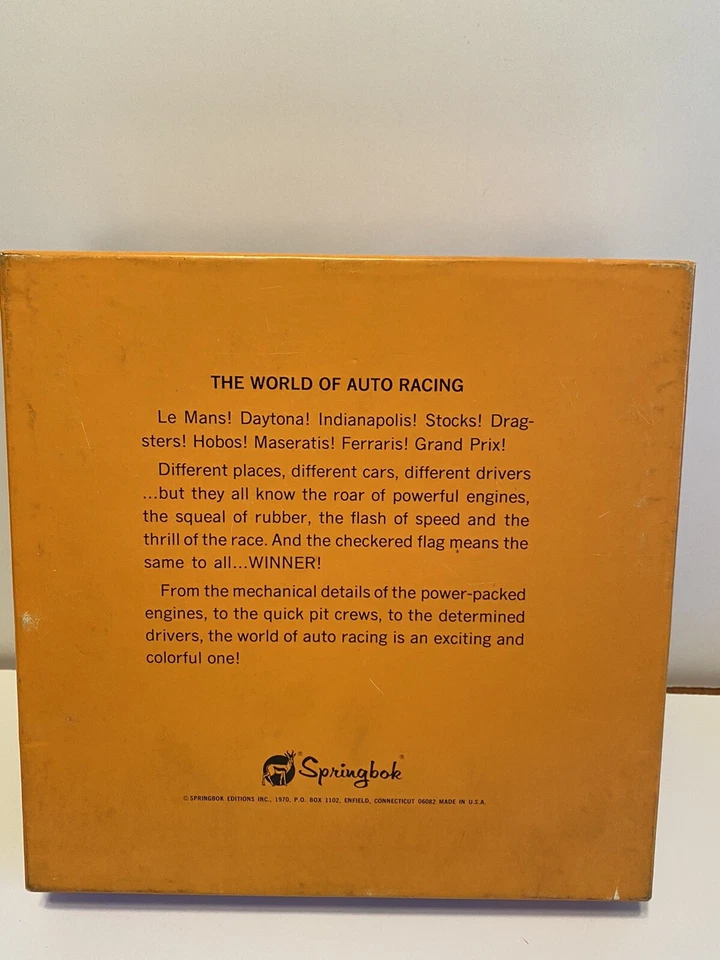 THE WORLD OF AUTO RACING
Le Mans! Daytona! Indianapolis! Stocks! Drag-
sters! Hobos! Maseratis! Ferraris! Grand Prix!
Different places, different cars, different drivers
...but they all know the roar of powerful engines,
the squeal of rubber, the flash of speed and the
thrill of the race. And the checkered flag means the
same to all...WINNER!
From the mechanical details of the power-packed
engines, to the quick pit crews, to the determined
drivers, the world of auto racing is an exciting and
colorful one!
® Springbok ®
© SPRINGBOK EDITIONS INC., 1970, P.O. BOX 1102, ENFIELD, CONNECTICUT 06082 MADE IN U.S.A.